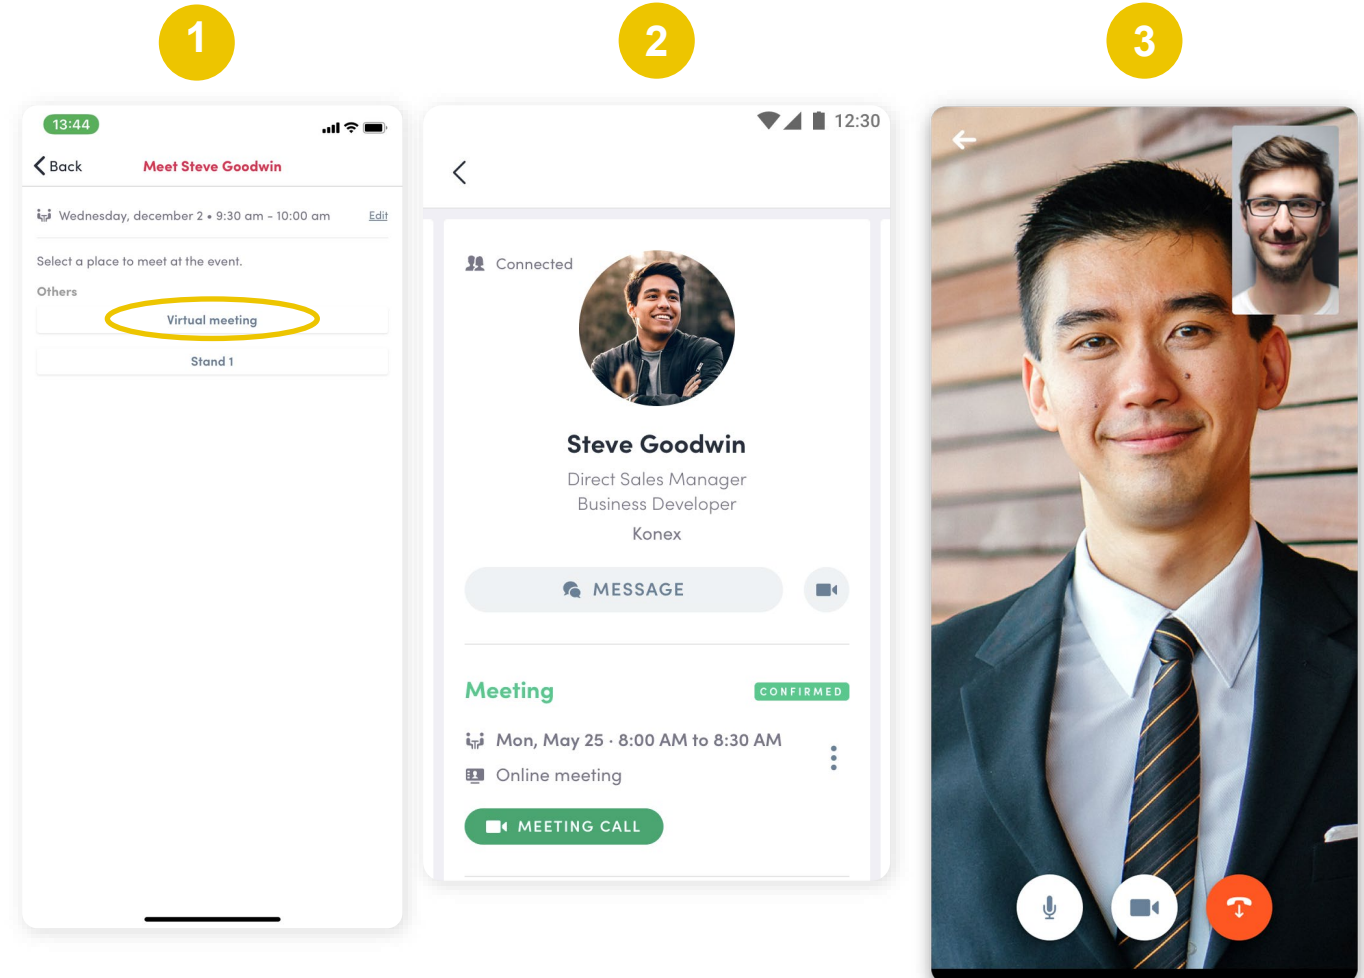 1
2
3
13:44
Back
Meet Steve Goodwin
Wednesday, december 2 • 9:30 am - 10:00 am
Edit
Select a place to meet at the event.
Others
Virtual meeting
Stand 1
12:30
Connected
Steve Goodwin
Direct Sales Manager
Business Developer
Konex
MESSAGE
Meeting
CONFIRMED
Mon, May 25 · 8:00 AM to 8:30 AM
Online meeting
MEETING CALL